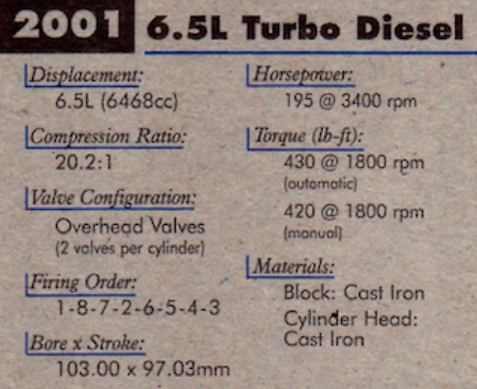 2001 6.5L Turbo Diesel
Displacement:
6.5L (6468cc)
Compression Ratio:
20.2:1
Valve Configuration:
Overhead Valves
(2 valves per cylinder)
Firing Order:
1-8-7-2-6-5-4-3
Bore x Stroke:
103.00 x 97.03mm
Horsepower:
195 @ 3400 rpm
Torque (lb-ft):
430 @ 1800 rpm
(automatic)
420 @ 1800 rpm
(manual)
Materials:
Block: Cast Iron
Cylinder Head:
Cast Iron